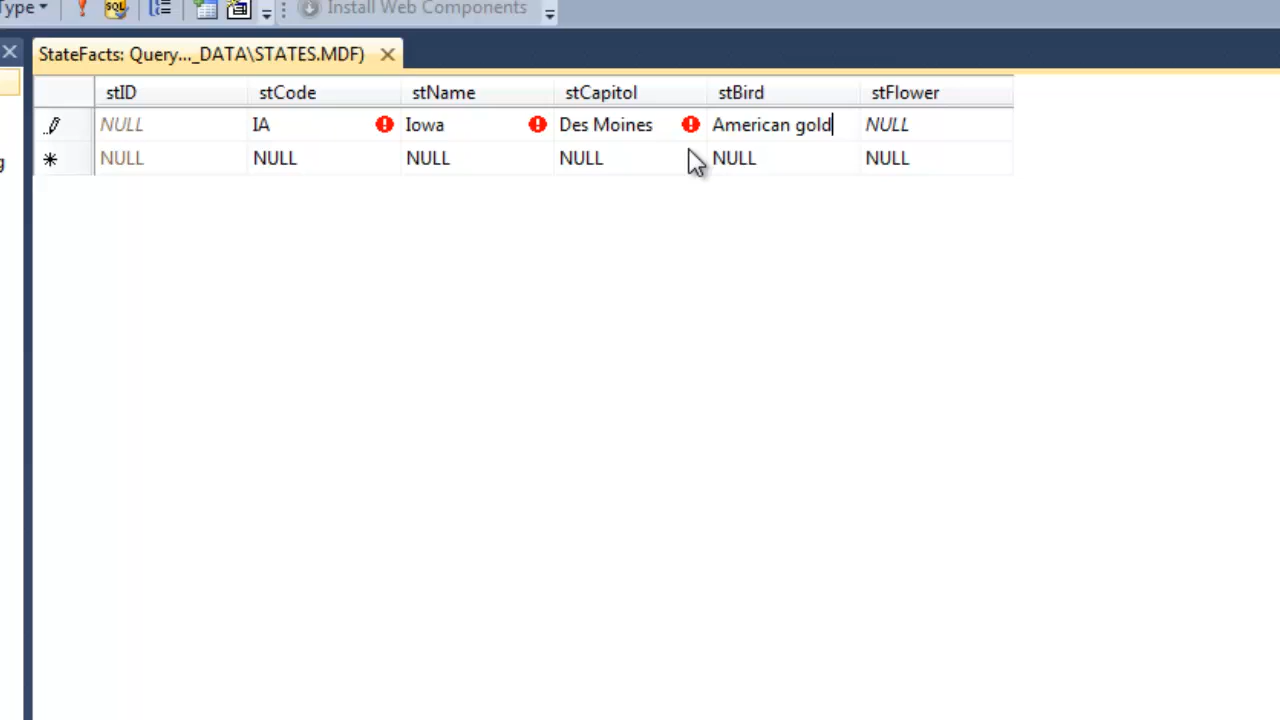 Type Install Web Components
StateFacts: Query..._DATA\STATES.MDF)
stID stCode stName stCapitol stBird stFlower
NULL IA Iowa Des Moines American gold NULL
NULL NULL NULL NULL NULL NULL